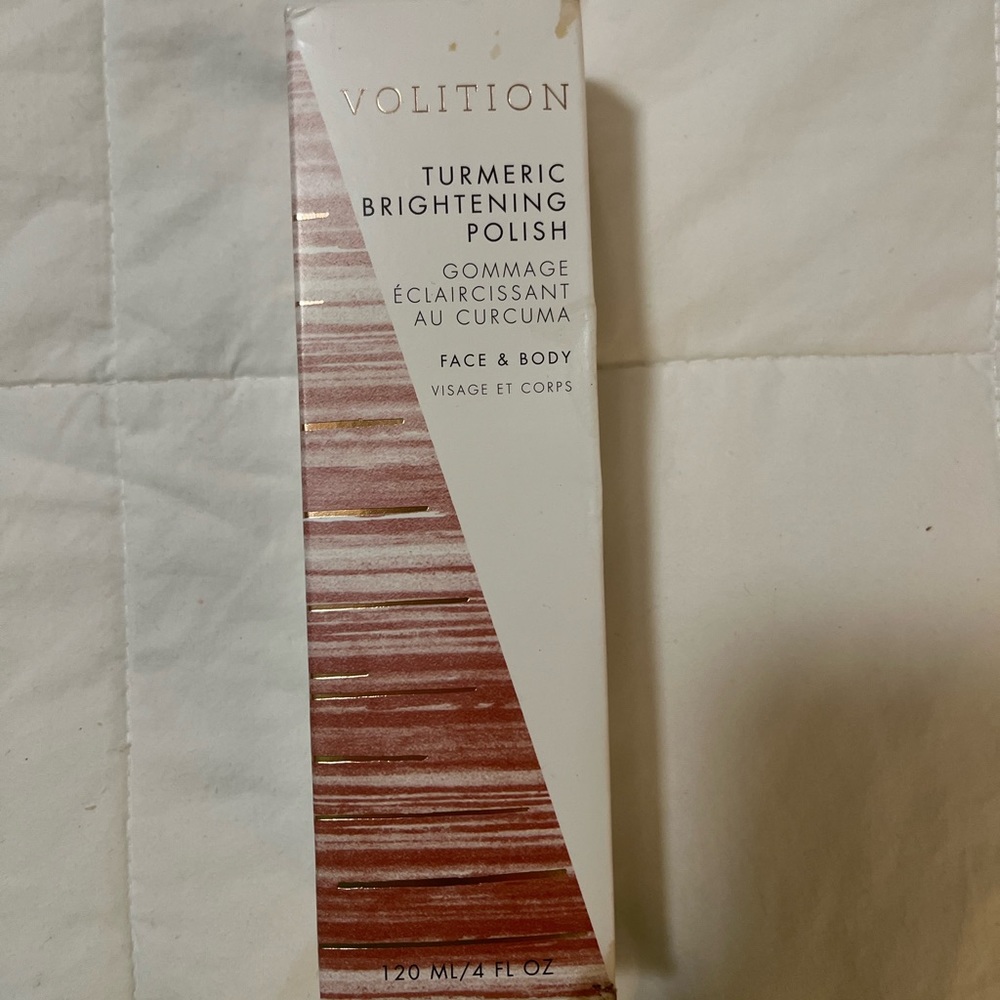 VOLITION
TURMERIC
BRIGHTENING
POLISH
GOMMAGE
ÉCLAIRCISSANT
AU CURCUMA
FACE & BODY
VISAGE ET CORPS
120 ML/4 FL OZ